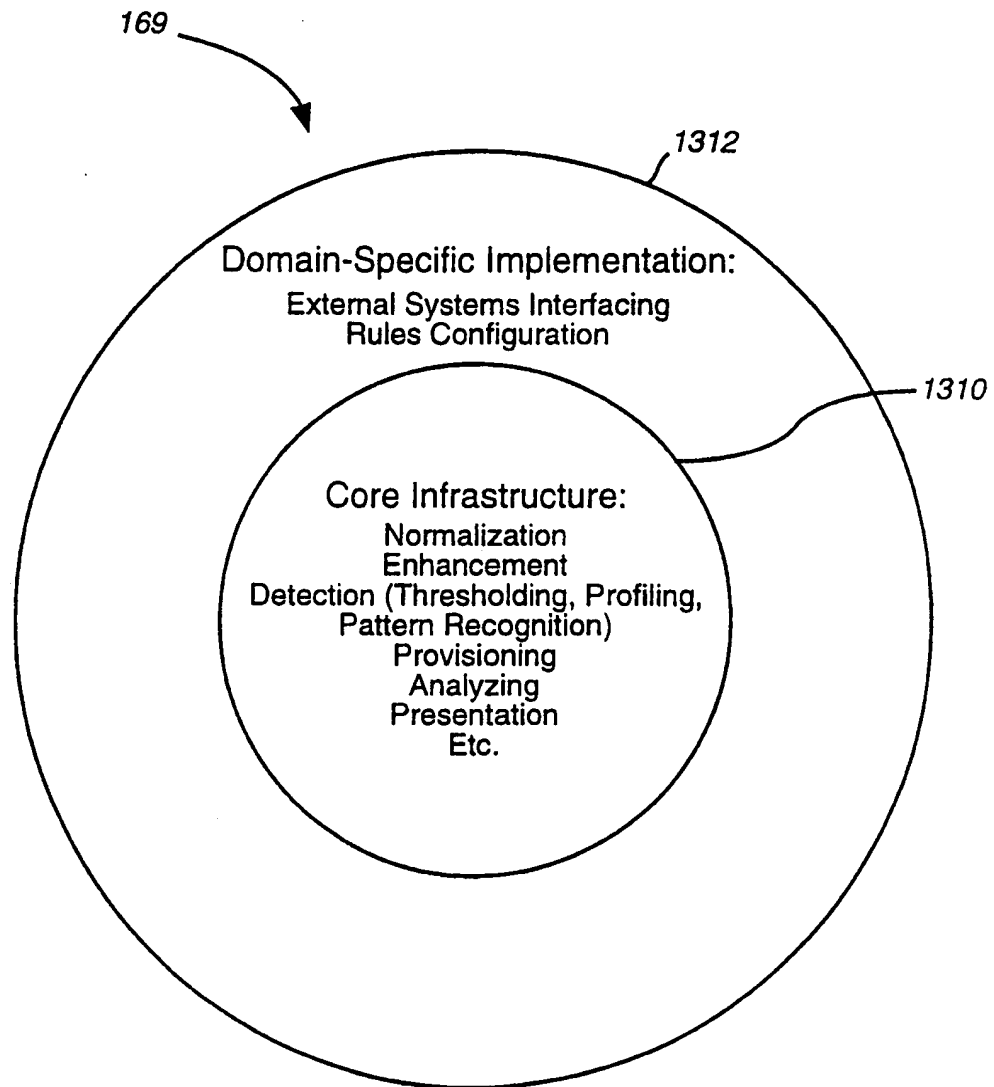 169
1312
Domain-Specific Implementation:
External Systems Interfacing
Rules Configuration
1310
Core Infrastructure:
Normalization
Enhancement
Detection (Thresholding, Profiling,
Pattern Recognition)
Provisioning
Analyzing
Presentation
Etc.